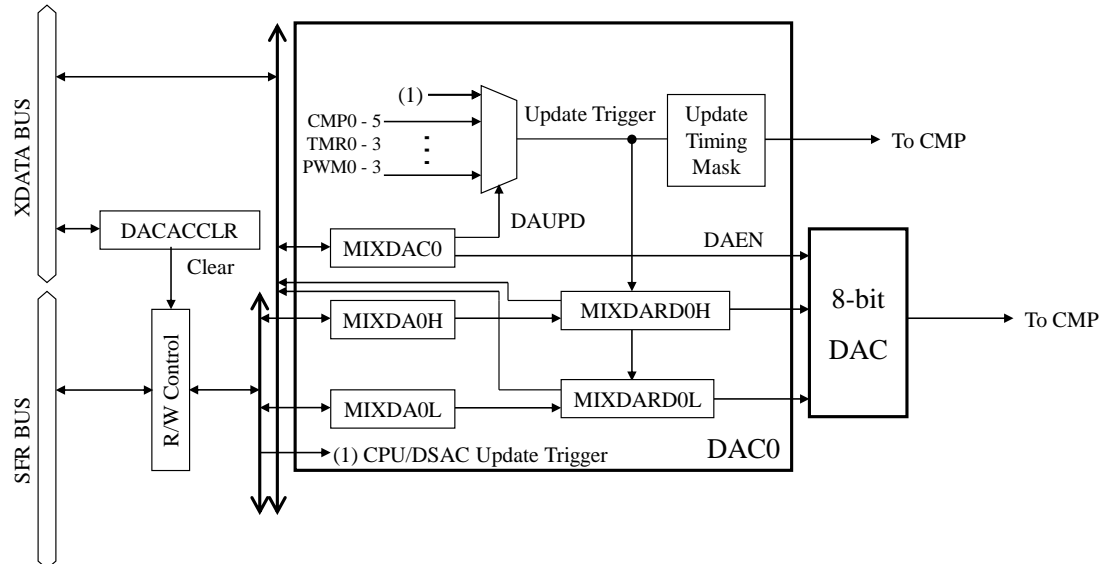 XDATA BUS
SFR BUS
DACACCLR
Clear
R/W Control
(1)
CMP0 - 5
TMR0 - 3
PWM0 - 3
Update Trigger
Update
Timing
Mask
To CMP
DAUPD
MIXDAC0
DAEN
MIXDA0H
MIXDARD0H
MIXDA0L
MIXDARD0L
(1) CPU/DSAC Update Trigger
DAC0
8-bit
DAC
To CMP